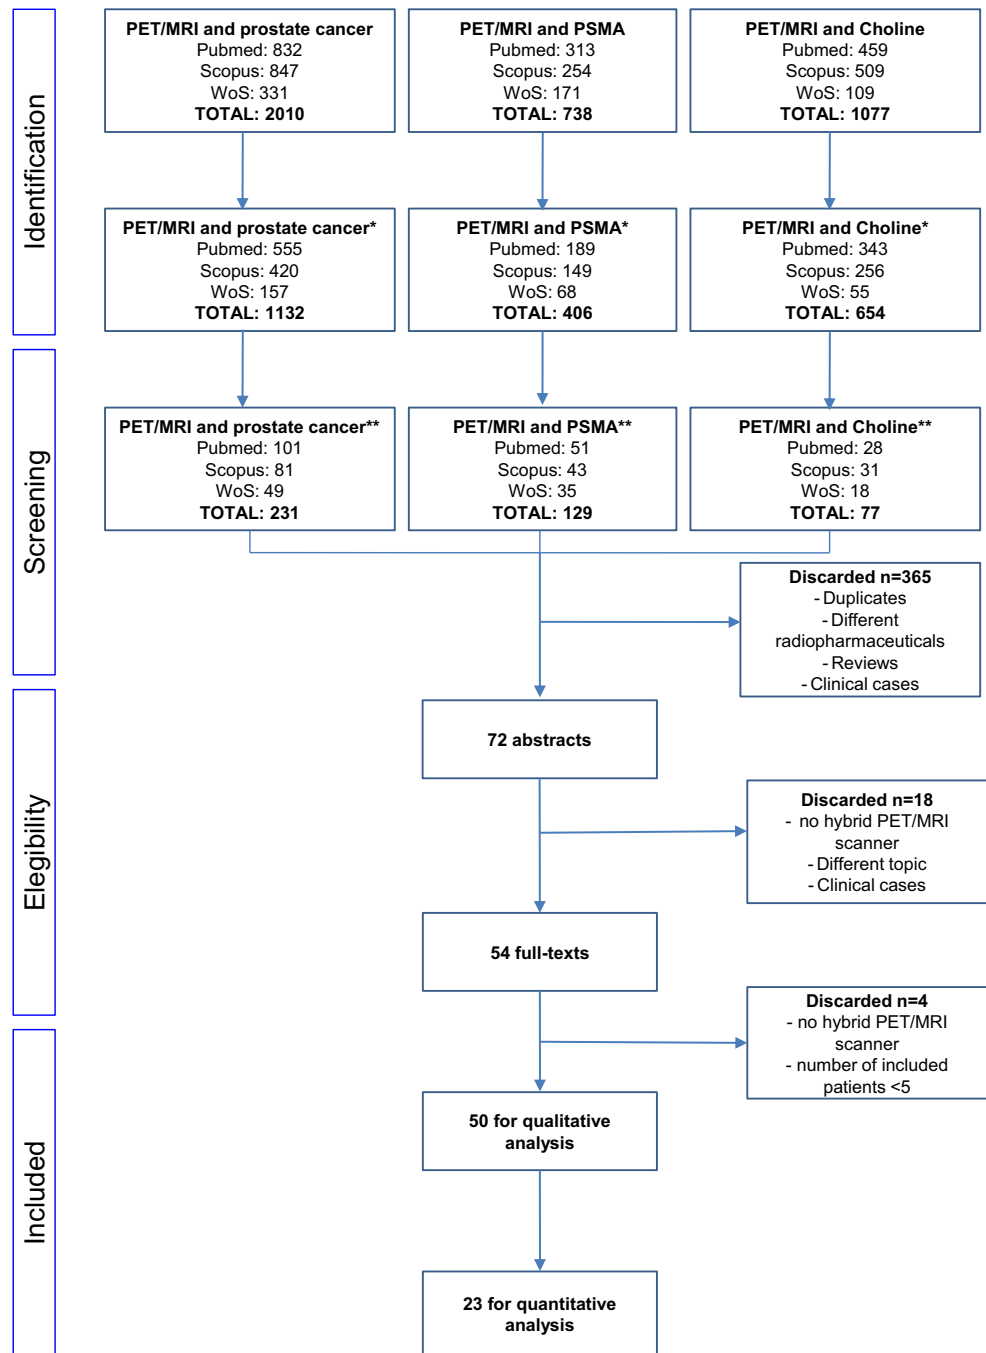 Identification
PET/MRI and prostate cancer
Pubmed: 832
Scopus: 847
WoS: 331
TOTAL: 2010
PET/MRI and PSMA
Pubmed: 313
Scopus: 254
WoS: 171
TOTAL: 738
PET/MRI and Choline
Pubmed: 459
Scopus: 509
WoS: 109
TOTAL: 1077
PET/MRI and prostate cancer*
Pubmed: 555
Scopus: 420
WoS: 157
TOTAL: 1132
PET/MRI and PSMA*
Pubmed: 189
Scopus: 149
WoS: 68
TOTAL: 406
PET/MRI and Choline*
Pubmed: 343
Scopus: 256
WoS: 55
TOTAL: 654
Screening
PET/MRI and prostate cancer**
Pubmed: 101
Scopus: 81
WoS: 49
TOTAL: 231
PET/MRI and PSMA**
Pubmed: 51
Scopus: 43
WoS: 35
TOTAL: 129
PET/MRI and Choline**
Pubmed: 28
Scopus: 31
WoS: 18
TOTAL: 77
Discarded n=365
- Duplicates
- Different
radiopharmaceuticals
- Reviews
- Clinical cases
Elegibility
72 abstracts
Discarded n=18
- no hybrid PET/MRI
scanner
- Different topic
- Clinical cases
54 full-texts
Discarded n=4
- no hybrid PET/MRI
scanner
- number of included
patients <5
Included
50 for qualitative
analysis
23 for quantitative
analysis